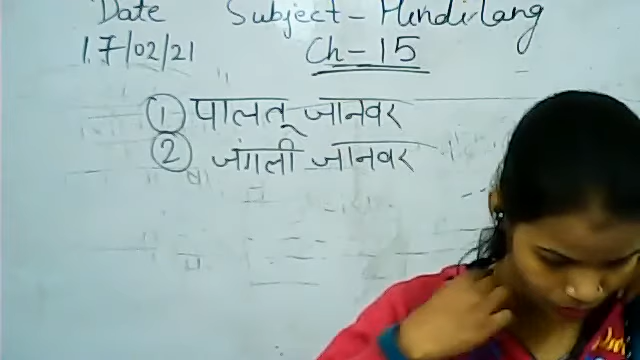 Date Subject - Hindi Lang
17/02/21 Ch - 15
① पालतू जानवर
② जंगली जानवर